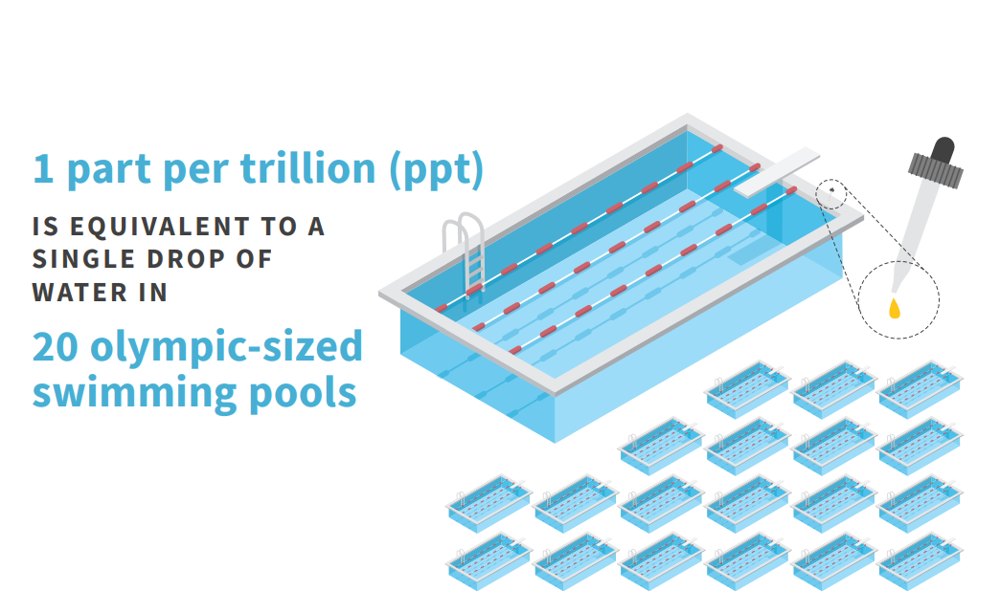 1 part per trillion (ppt)
IS EQUIVALENT TO A
SINGLE DROP OF
WATER IN
20 olympic-sized
swimming pools